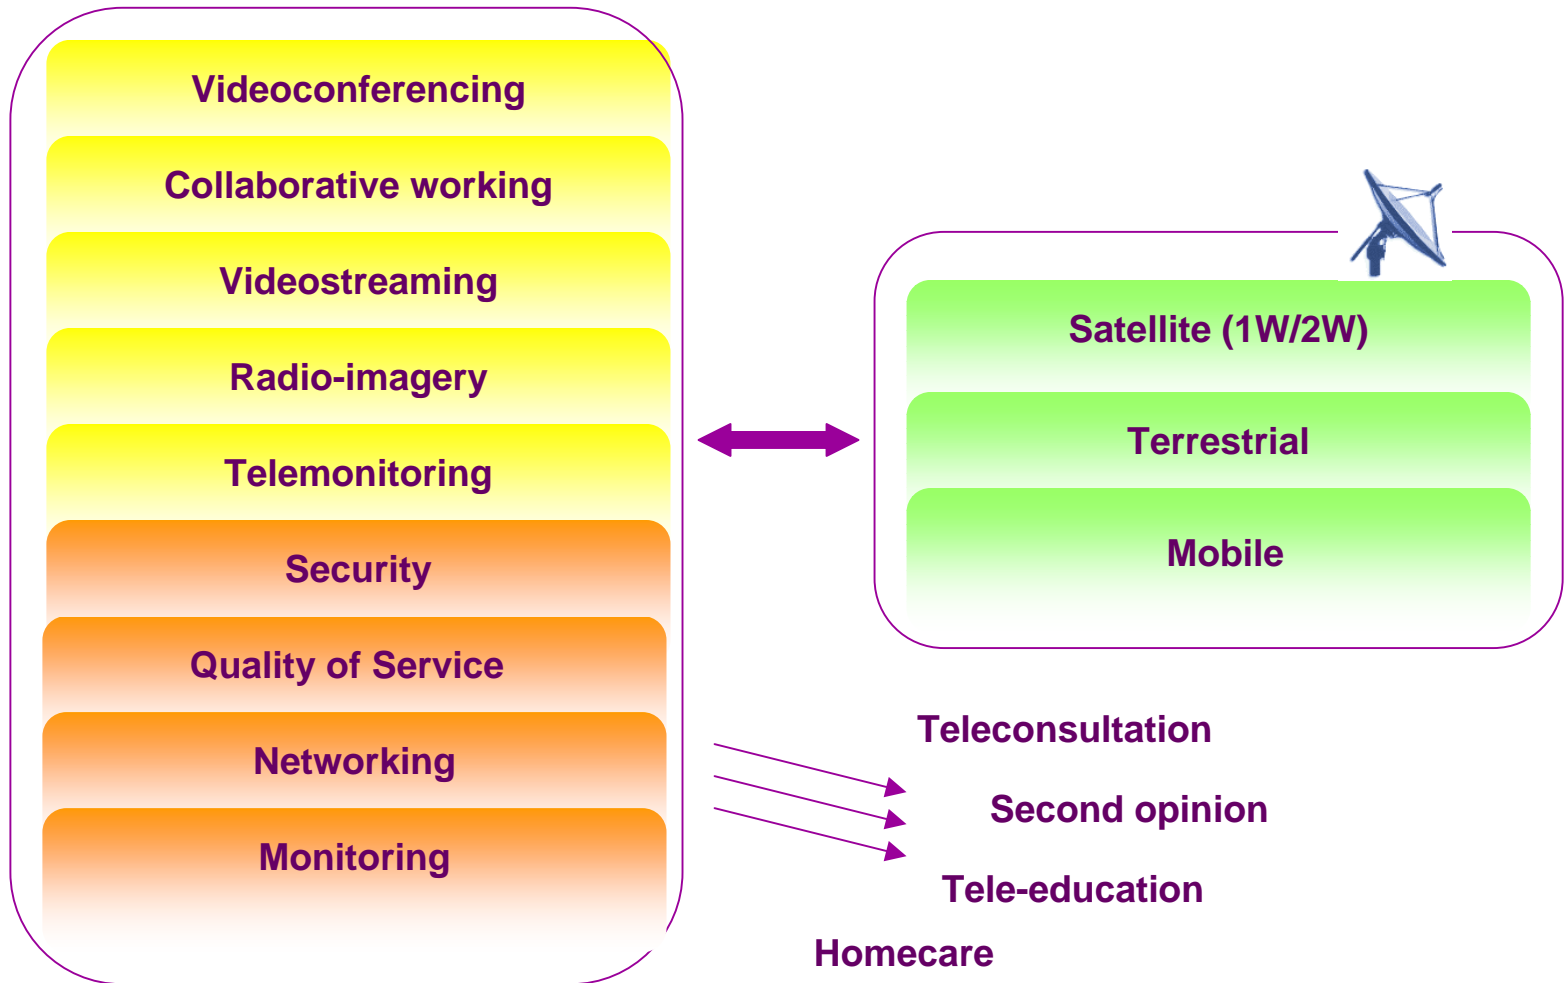 Videoconferencing
Collaborative working
Videostreaming
Radio-imagery
Telemonitoring
Security
Quality of Service
Networking
Monitoring
Satellite (1W/2W)
Terrestrial
Mobile
Teleconsultation
Second opinion
Tele-education
Homecare